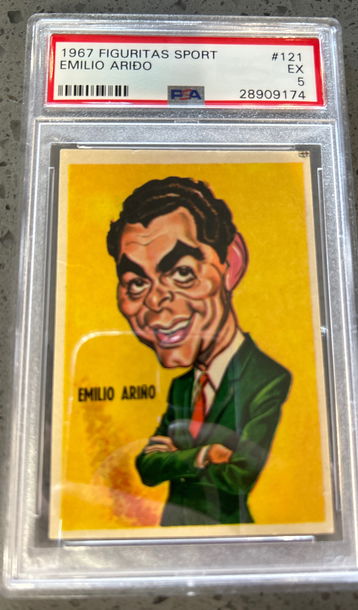 1967 FIGURITAS SPORT #121
EMILIO ARIÐO EX
5
PSA 28909174
EMILIO ARIÑO